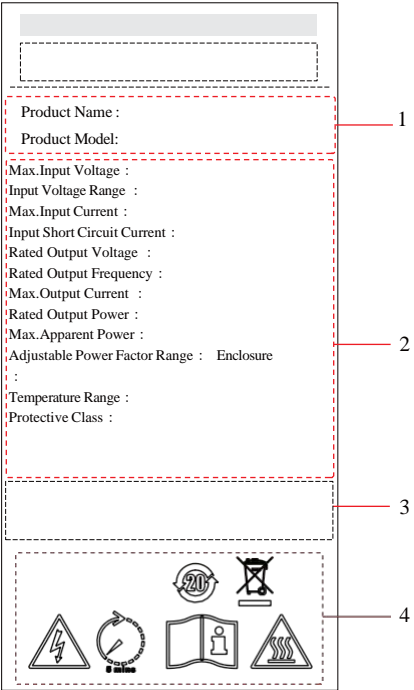 Product Name :
1
Product Model:
Max.Input Voltage :
Input Voltage Range :
Max.Input Current :
Input Short Circuit Current :
Rated Output Voltage :
Rated Output Frequency :
Max.Output Current :
Rated Output Power :
Max.Apparent Power :
2
Adjustable Power Factor Range : Enclosure
:
Temperature Range :
Protective Class :
3
20
4
5 mins